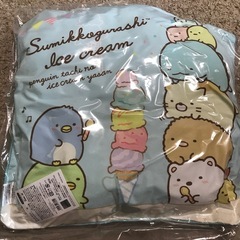 Sumikkogurashi
Ice cream
penguin tachi no
ice cream yasan